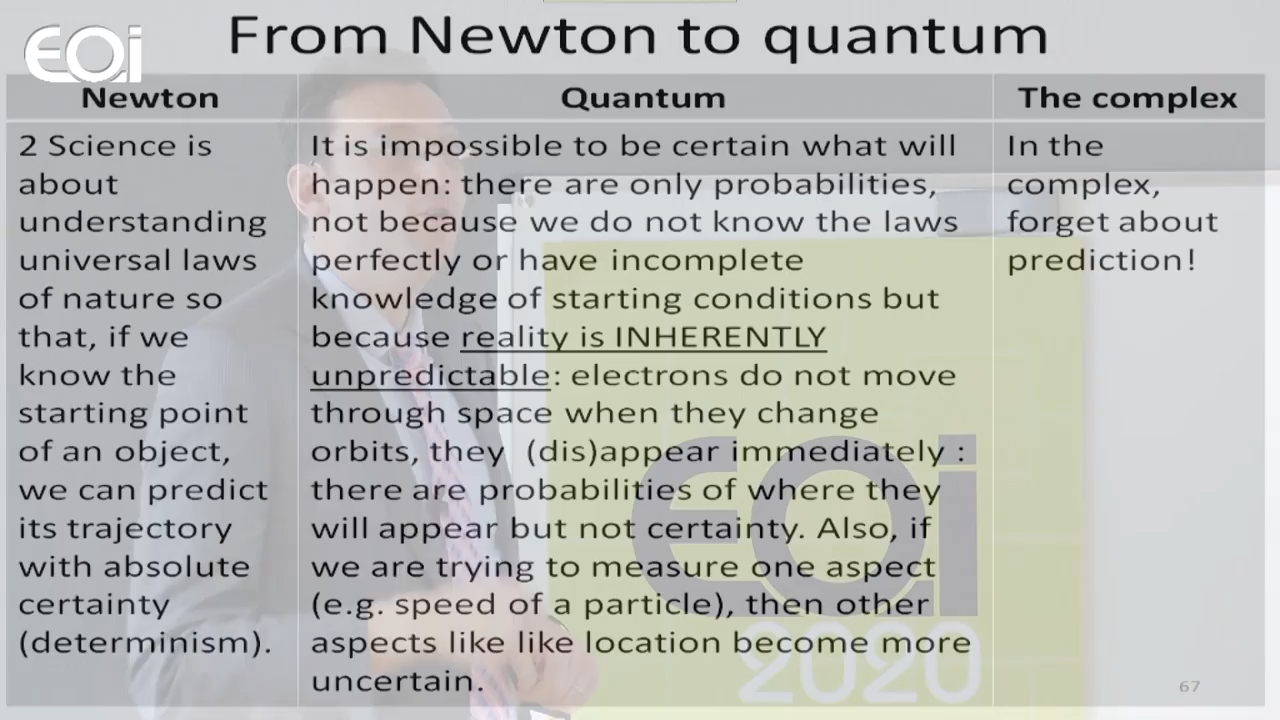 From Newton to quantum
EOi
Newton
Quantum
The complex
2 Science is
about
understanding
universal laws
of nature so
that, if we
know the
starting point
of an object,
we can predict
its trajectory
with absolute
certainty
(determinism).
It is impossible to be certain what will
happen: there are only probabilities,
not because we do not know the laws
perfectly or have incomplete
knowledge of starting conditions but
because reality is INHERENTLY
unpredictable: electrons do not move
through space when they change
orbits, they (dis)appear immediately :
there are probabilities of where they
will appear but not certainty. Also, if
we are trying to measure one aspect
(e.g. speed of a particle), then other
aspects like like location become more
uncertain.
In the
complex,
forget about
prediction!
EOi
2020
67